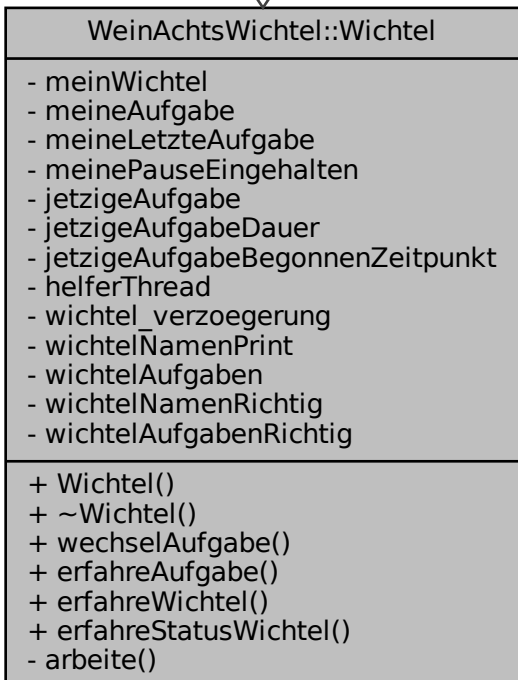 WeinAchtsWichtel::Wichtel
- meinWichtel
- meineAufgabe
- meineLetzteAufgabe
- meinePauseEingehalten
- jetzigeAufgabe
- jetzigeAufgabeDauer
- jetzigeAufgabeBegonnenZeitpunkt
- helferThread
- wichtel_verzoegerung
- wichtelNamenPrint
- wichtelAufgaben
- wichtelNamenRichtig
- wichtelAufgabenRichtig
+ Wichtel()
+ ~Wichtel()
+ wechselAufgabe()
+ erfahreAufgabe()
+ erfahreWichtel()
+ erfahreStatusWichtel()
- arbeite()